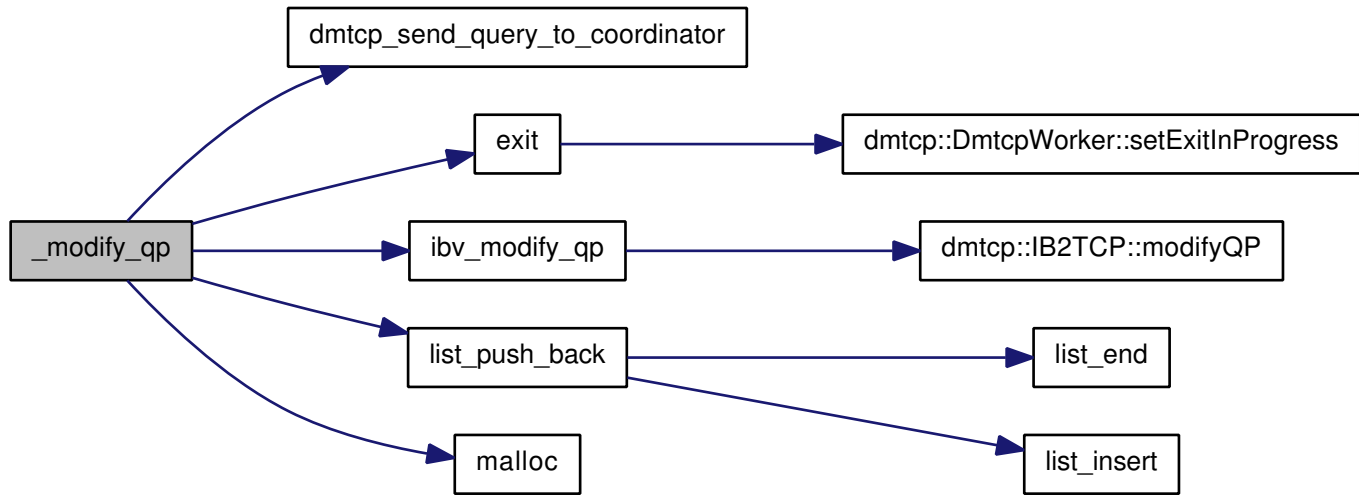 dmtcp_send_query_to_coordinator
exit
dmtcp::DmtcpWorker::setExitInProgress
_modify_qp
ibv_modify_qp
dmtcp::IB2TCP::modifyQP
list_push_back
list_end
malloc
list_insert